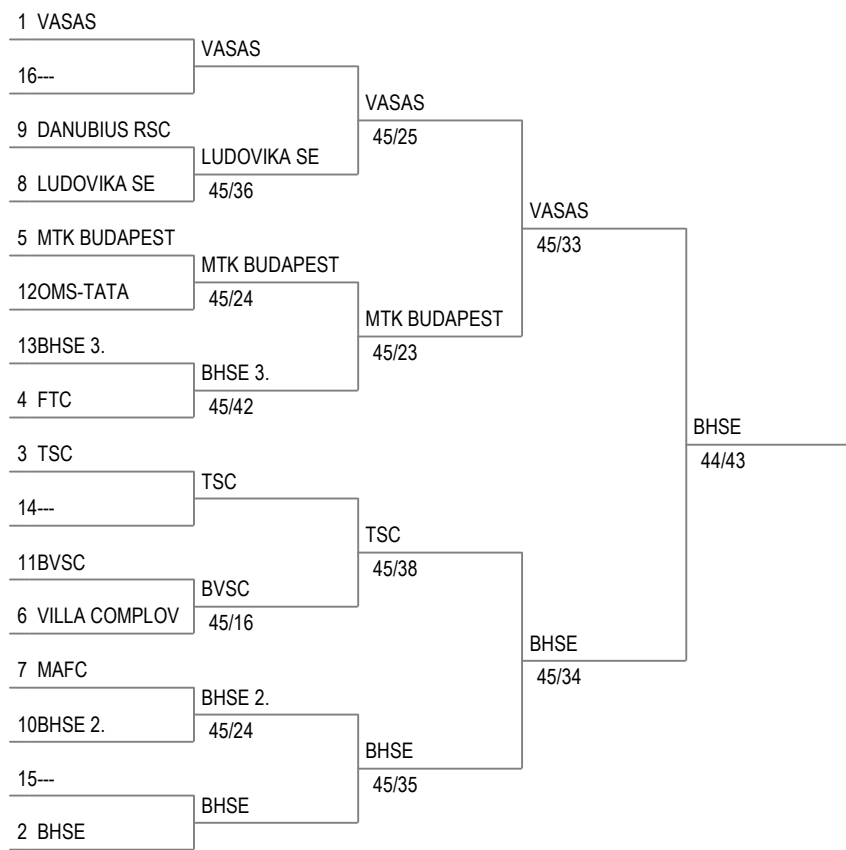 1 VASAS
16---
9 DANUBIUS RSC
8 LUDOVIKA SE
5 MTK BUDAPEST
12OMS-TATA
13BHSE 3.
4 FTC
3 TSC
14---
11BVSC
6 VILLA COMPLOV
7 MAFC
10BHSE 2.
15---
2 BHSE
VASAS
LUDOVIKA SE
45/36
MTK BUDAPEST
45/24
BHSE 3.
45/42
TSC
BVSC
45/16
BHSE 2.
45/24
BHSE
VASAS
45/25
MTK BUDAPEST
45/23
TSC
45/38
BHSE
45/35
VASAS
45/33
BHSE
45/34
BHSE
44/43